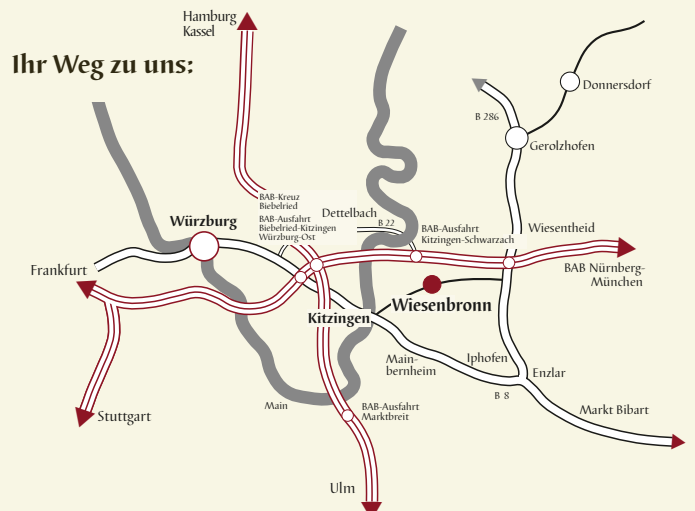 Hamburg
Kassel
Ihr Weg zu uns:
Donnersdorf
B 286
Gerolzhofen
BAB-Kreuz
Biebelried
Dettelbach
BAB-Ausfahrt
Biebelried-Kitzingen
Würzburg-Ost
B 22
Würzburg
BAB-Ausfahrt
Kitzingen-Schwarzach
Wiesentheid
Frankfurt
BAB Nürnberg-
München
Wiesenbronn
Kitzingen
Main-
bernheim
Iphofen
Enzlar
B 8
Main
BAB-Ausfahrt
Marktbreit
Markt Bibart
Stuttgart
Ulm